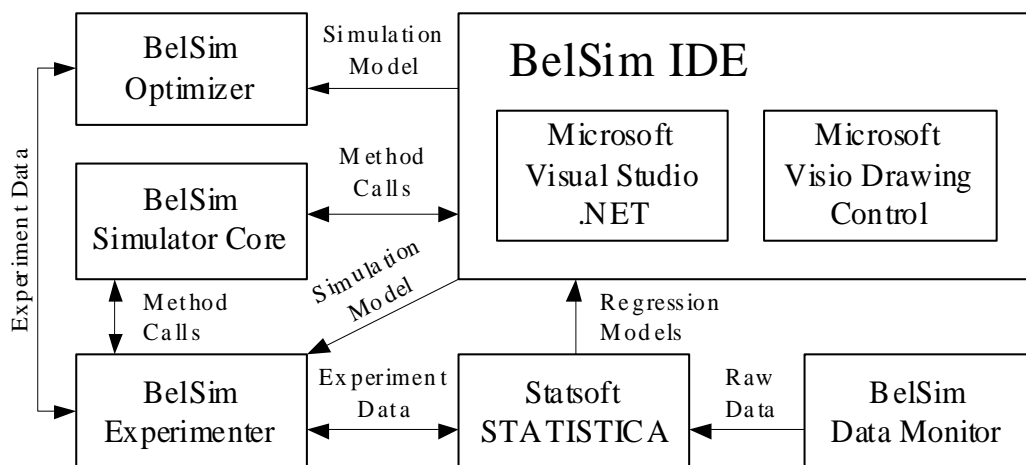 BelSim
Optimizer
Simulation
Model
BelSim IDE
Microsoft
Visual Studio
.NET
Microsoft
Visio Drawing
Control
Experiment Data
BelSim
Simulator Core
Method
Calls
Simulation
Model
Method
Calls
Regression
Models
BelSim
Experimenter
Experiment
Data
Statsoft
STATISTICA
Raw
Data
BelSim
Data Monitor